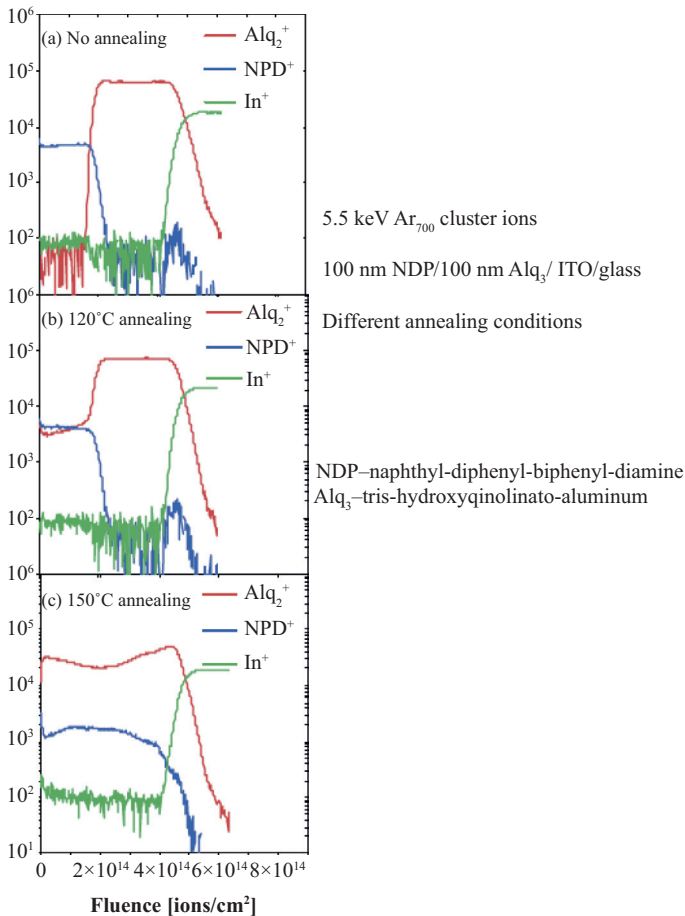 10⁶
(a) No annealing
Alq₂⁺
NPD⁺
In⁺
10⁵
10⁴
10³
10²
10⁶
5.5 keV Ar₇₀₀ cluster ions
100 nm NDP/100 nm Alq₃/ ITO/glass
Different annealing conditions
(b) 120˚C annealing
Alq₂⁺
NPD⁺
In⁺
10⁵
10⁴
10³
10²
10⁶
NDP–naphthyl-diphenyl-biphenyl-diamine
Alq₃–tris-hydroxyqinolinato-aluminum
(c) 150˚C annealing
Alq₂⁺
NPD⁺
In⁺
10⁵
10⁴
10³
10²
10¹
0 2×10¹⁴ 4×10¹⁴ 6×10¹⁴ 8×10¹⁴
Fluence [ions/cm²]